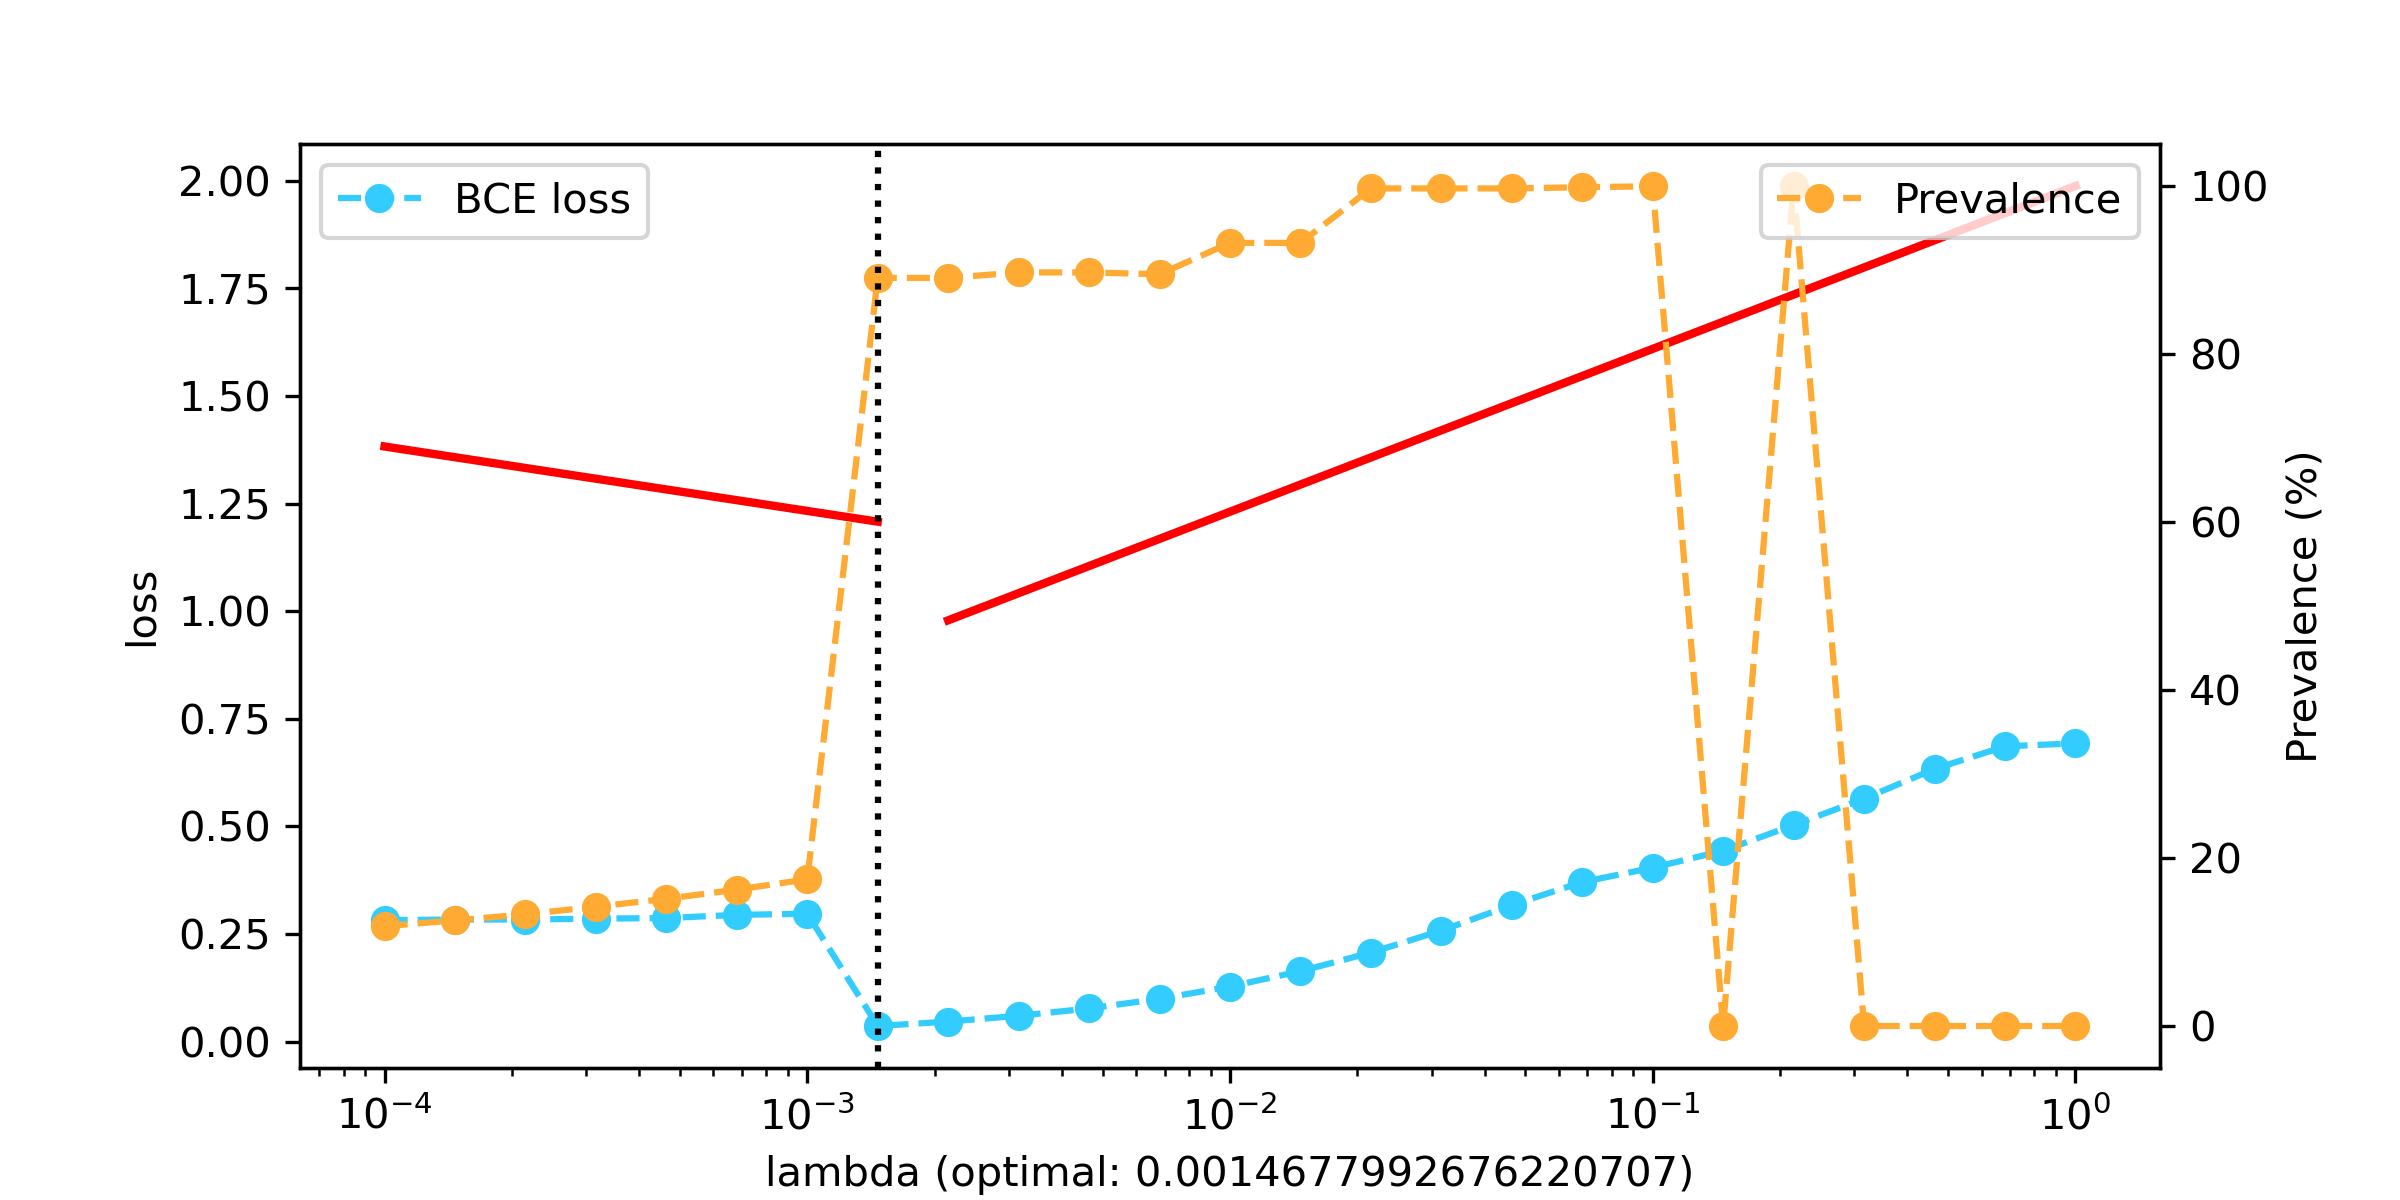 BCE loss
Prevalence
2.00
1.75
1.50
1.25
1.00
0.75
0.50
0.25
0.00
loss
100
80
60
40
20
0
Prevalence (%)
10⁻⁴ 10⁻³ 10⁻² 10⁻¹ 10⁰
lambda (optimal: 0.0014677992676220707)